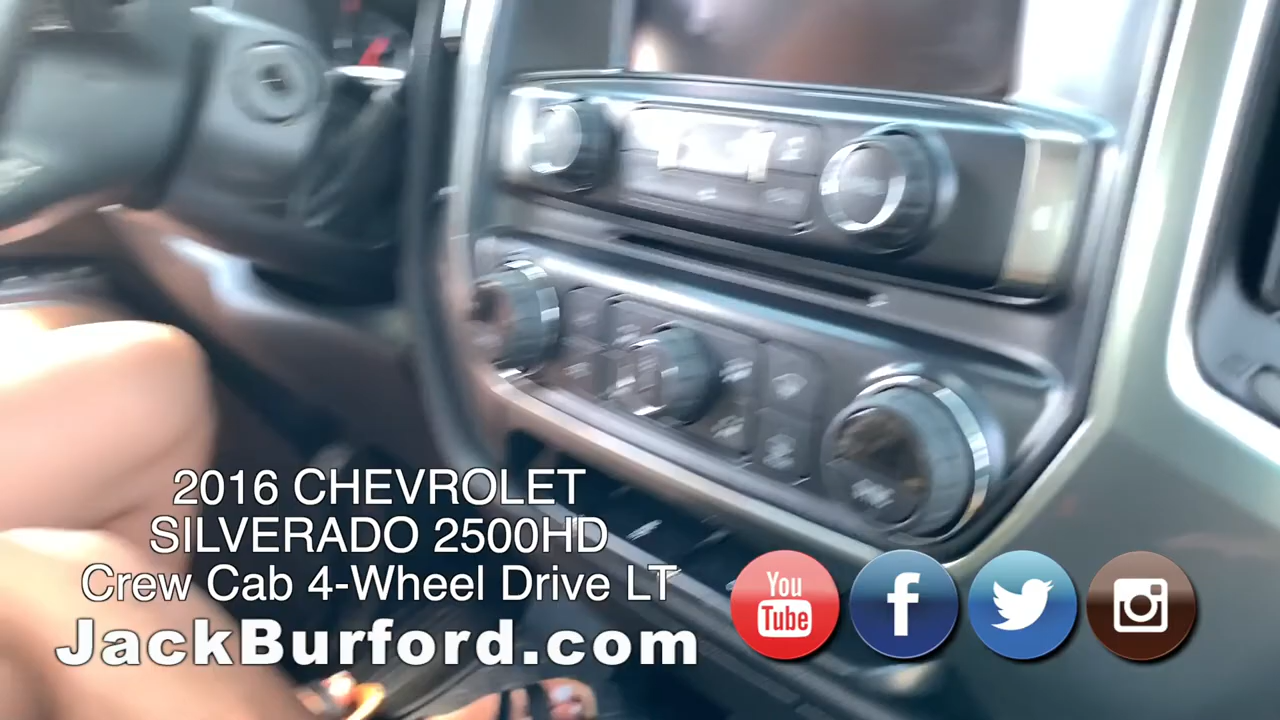 2016 CHEVROLET
SILVERADO 2500HD
Crew Cab 4-Wheel Drive LT
JackBurford.com
You
Tube